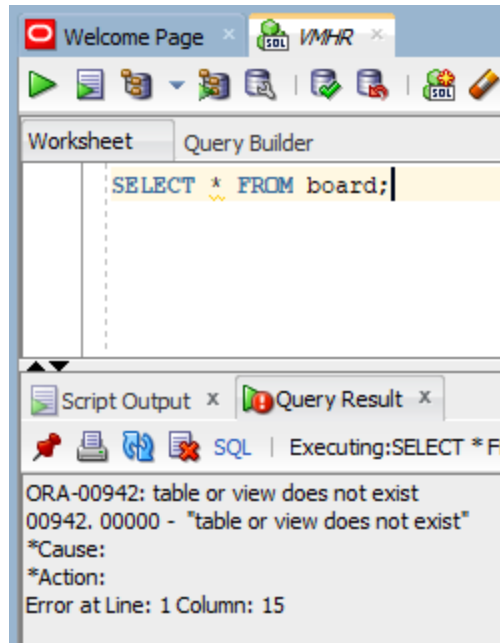 Welcome Page × SQL VMHR ×
SQL
Worksheet Query Builder
SELECT * FROM board;
Script Output x Query Result x
SQL | Executing:SELECT * F
ORA-00942: table or view does not exist
00942. 00000 - "table or view does not exist"
*Cause:
*Action:
Error at Line: 1 Column: 15